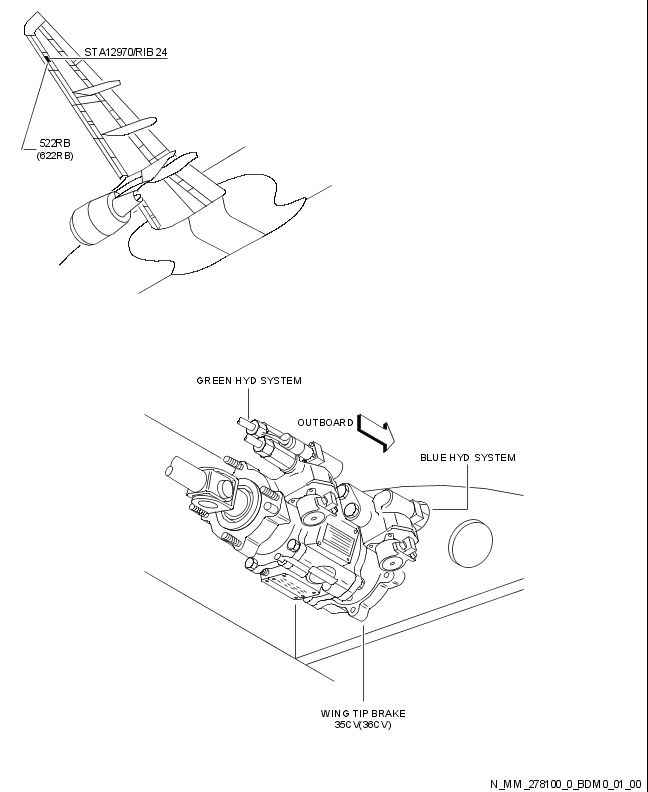 STA12970/RIB 24
522RB
(622RB)
GREEN HYD SYSTEM
OUTBOARD
BLUE HYD SYSTEM
WING TIP BRAKE
35CV(36CV)
N_MM_278100_0_BDM0_01_00